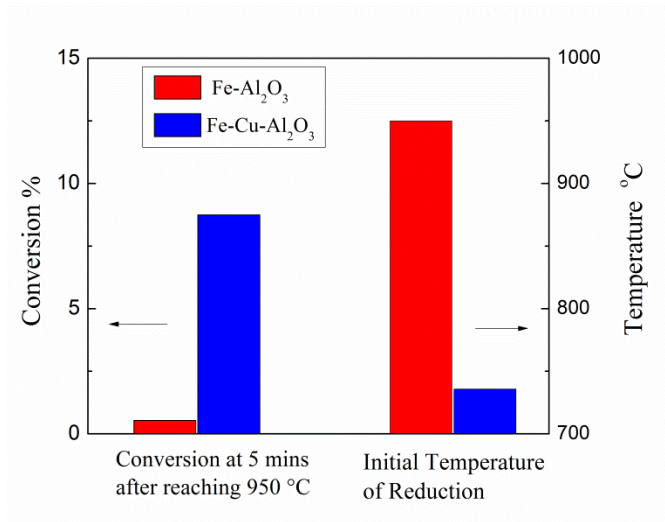 15
10
5
0
Conversion %
Fe-Al₂O₃
Fe-Cu-Al₂O₃
1000
900
800
700
Temperature °C
Conversion at 5 mins
after reaching 950 °C
Initial Temperature
of Reduction